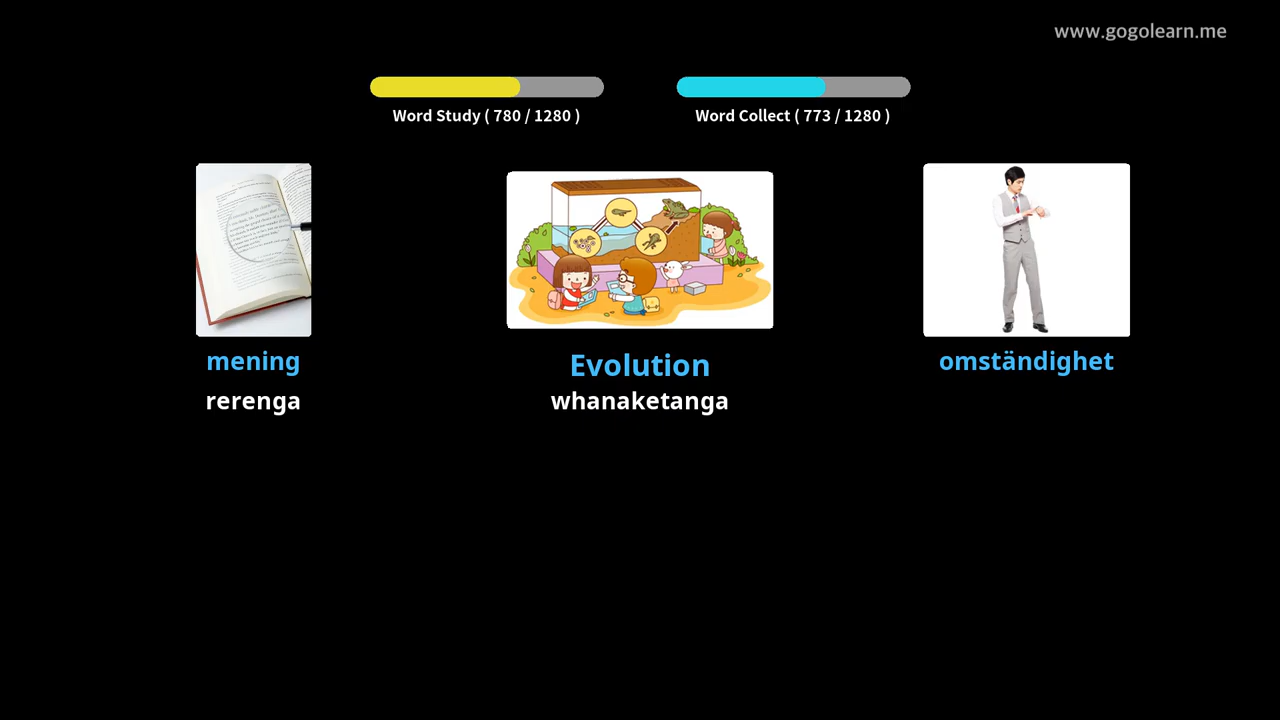 www.gogolearn.me
Word Study ( 780 / 1280 )
Word Collect ( 773 / 1280 )
mening
rerenga
Evolution
whanaketanga
omständighet